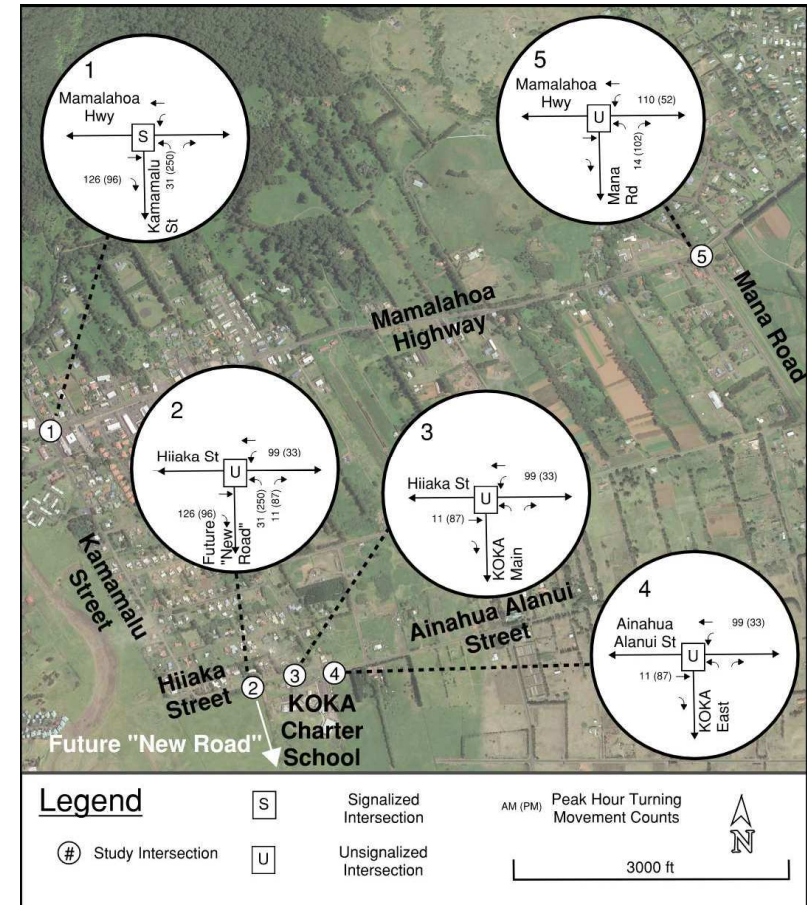 1
Mamalahoa
Hwy
S
126 (96)
Kamamalu
St
31 (250)
5
Mamalahoa
Hwy
U
110 (52)
Mana
Rd
14 (102)
5
Mamalahoa
Highway
Mana Road
1
2
Hiiaka St
U
99 (33)
126 (96)
Future
"New
Road"
31 (250)
11 (87)
3
Hiiaka St
U
99 (33)
11 (87)
KOKA
Main
Kamamalu
Street
Ainahua Alanui
Street
4
Ainahua
Alanui St
U
99 (33)
11 (87)
KOKA
East
Hiiaka
Street
2
3
4
KOKA
Charter
School
Future "New Road"
Legend
S
Signalized
Intersection
AM (PM)
Peak Hour Turning
Movement Counts
N
# Study Intersection
U
Unsignalized
Intersection
3000 ft